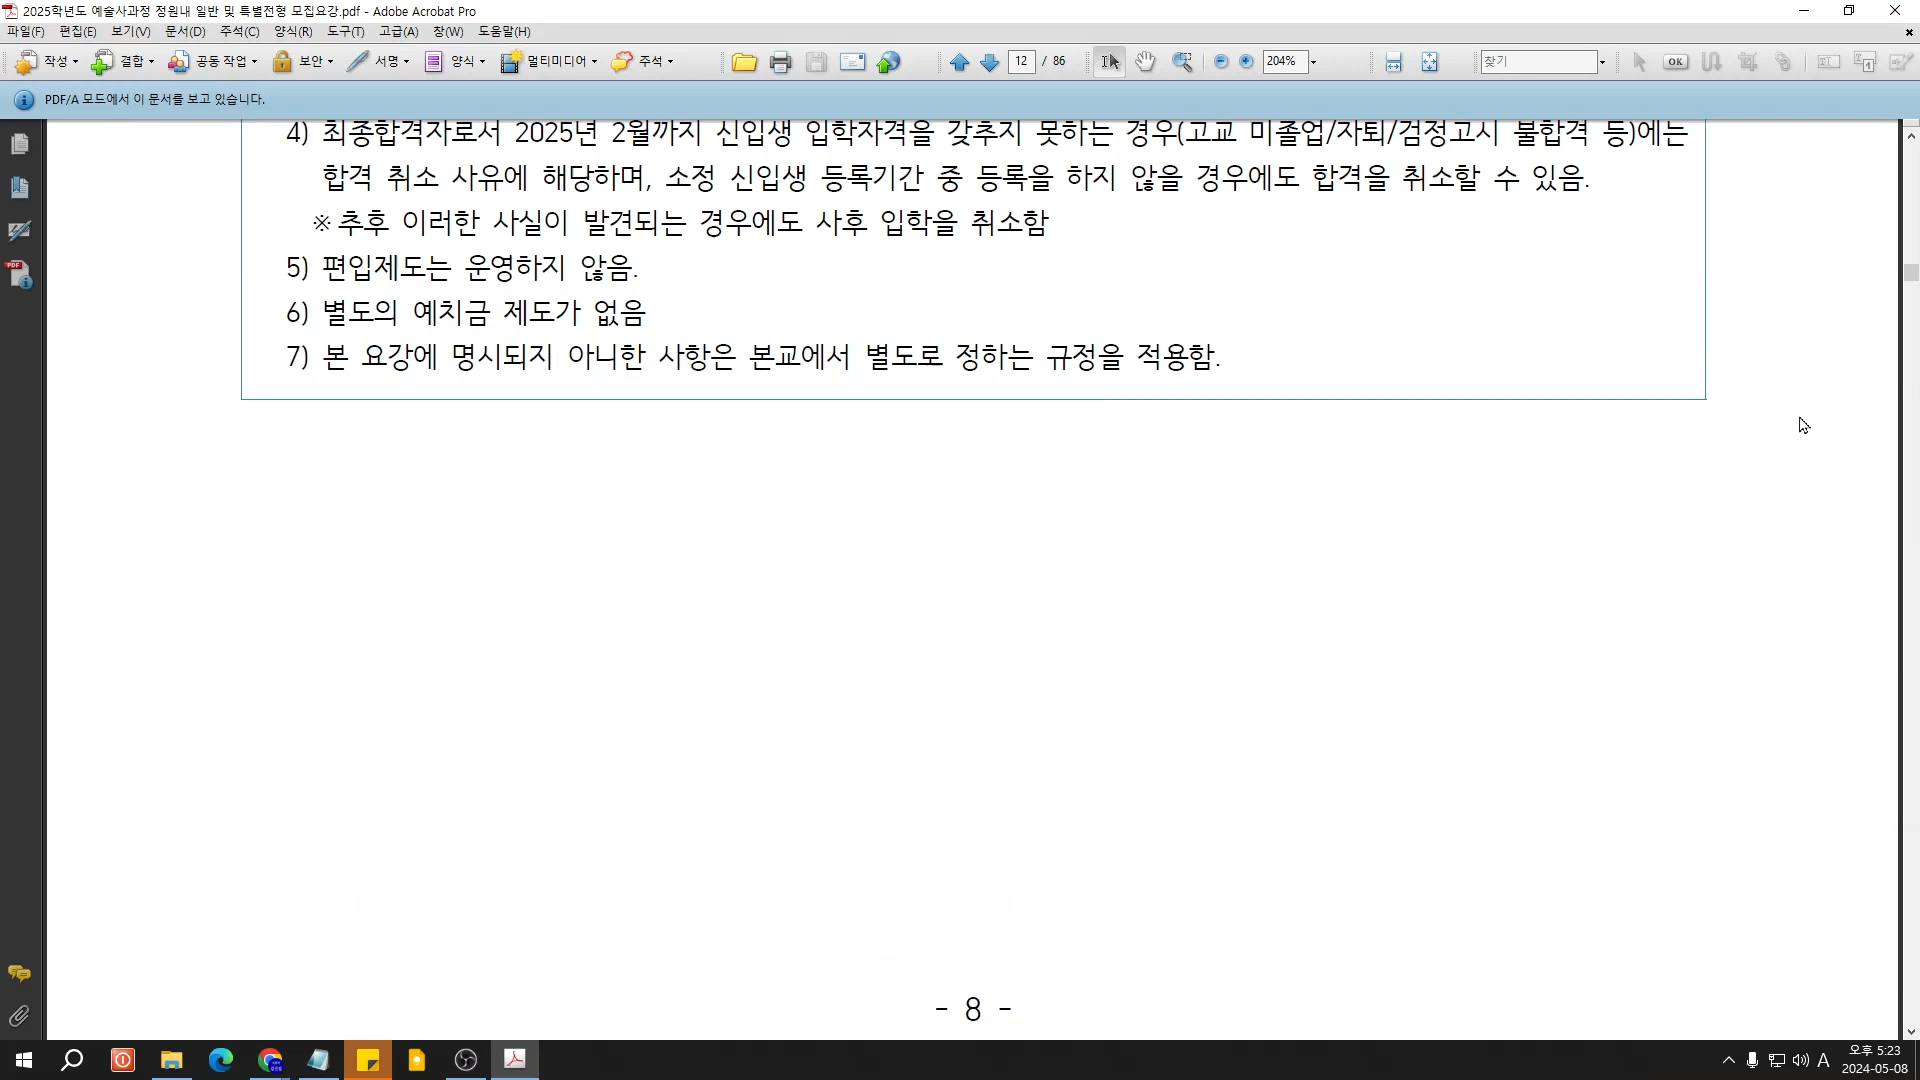 2025학년도 예술사과정 정원내 일반 및 특별전형 모집요강.pdf - Adobe Acrobat Pro
파일(F) 편집(E) 보기(V) 문서(D) 주석(C) 양식(R) 도구(T) 고급(A) 창(W) 도움말(H)
작성 결합 공동 작업 보안 서명 양식 멀티미디어 주석 12 / 86 204% 찾기 OK
PDF/A 모드에서 이 문서를 보고 있습니다.
4) 최종합격자로서 2025년 2월까지 신입생 입학자격을 갖추지 못하는 경우(고교 미졸업/자퇴/검정고시 불합격 등)에는
합격 취소 사유에 해당하며, 소정 신입생 등록기간 중 등록을 하지 않을 경우에도 합격을 취소할 수 있음.
※ 추후 이러한 사실이 발견되는 경우에도 사후 입학을 취소함
5) 편입제도는 운영하지 않음.
6) 별도의 예치금 제도가 없음
7) 본 요강에 명시되지 아니한 사항은 본교에서 별도로 정하는 규정을 적용함.
- 8 -
A 오후 5:23
2024-05-08